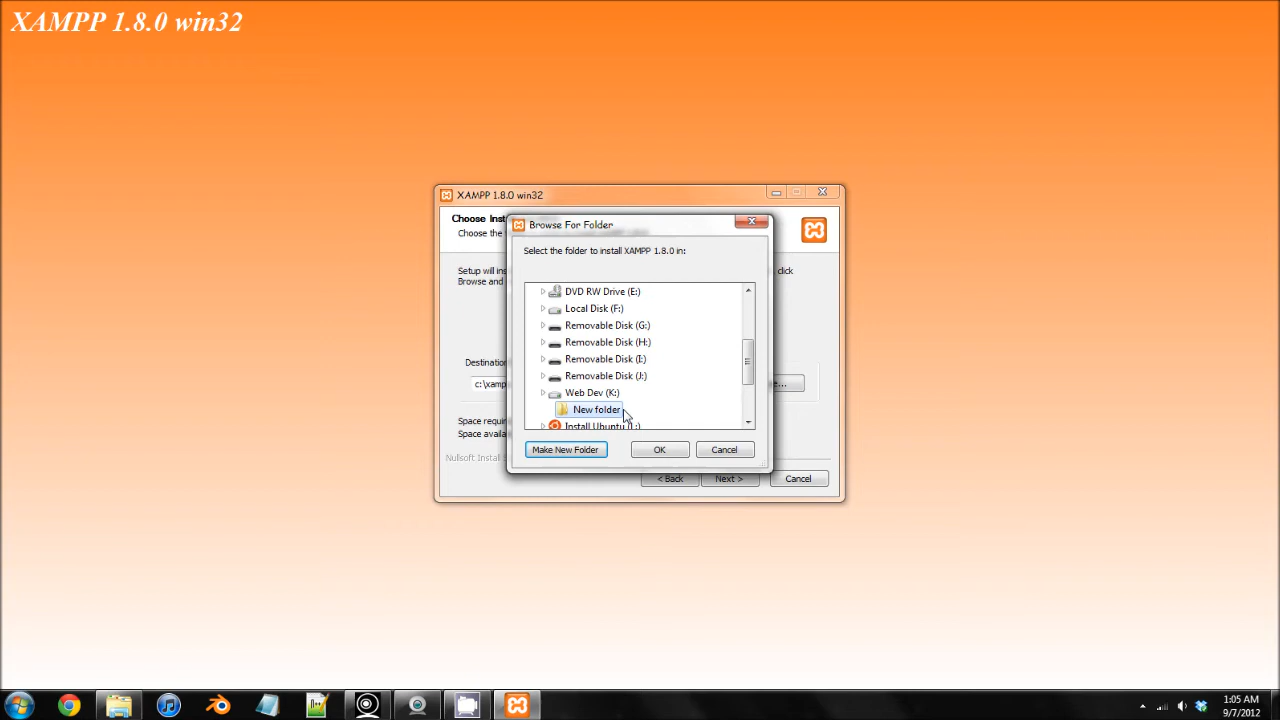 XAMPP 1.8.0 win32
XAMPP 1.8.0 win32
Choose Inst
Choose the
Setup will ins
click
Browse and
Browse For Folder
Select the folder to install XAMPP 1.8.0 in:
DVD RW Drive (E:)
Local Disk (F:)
Removable Disk (G:)
Removable Disk (H:)
Removable Disk (I:)
Removable Disk (J:)
Web Dev (K:)
New folder
Install Ubuntu (L:)
Make New Folder
OK
Cancel
Destination
c:\xamp
e...
Space requir
Space availa
Nullsoft Install S
< Back
Next >
Cancel
1:05 AM
9/7/2012